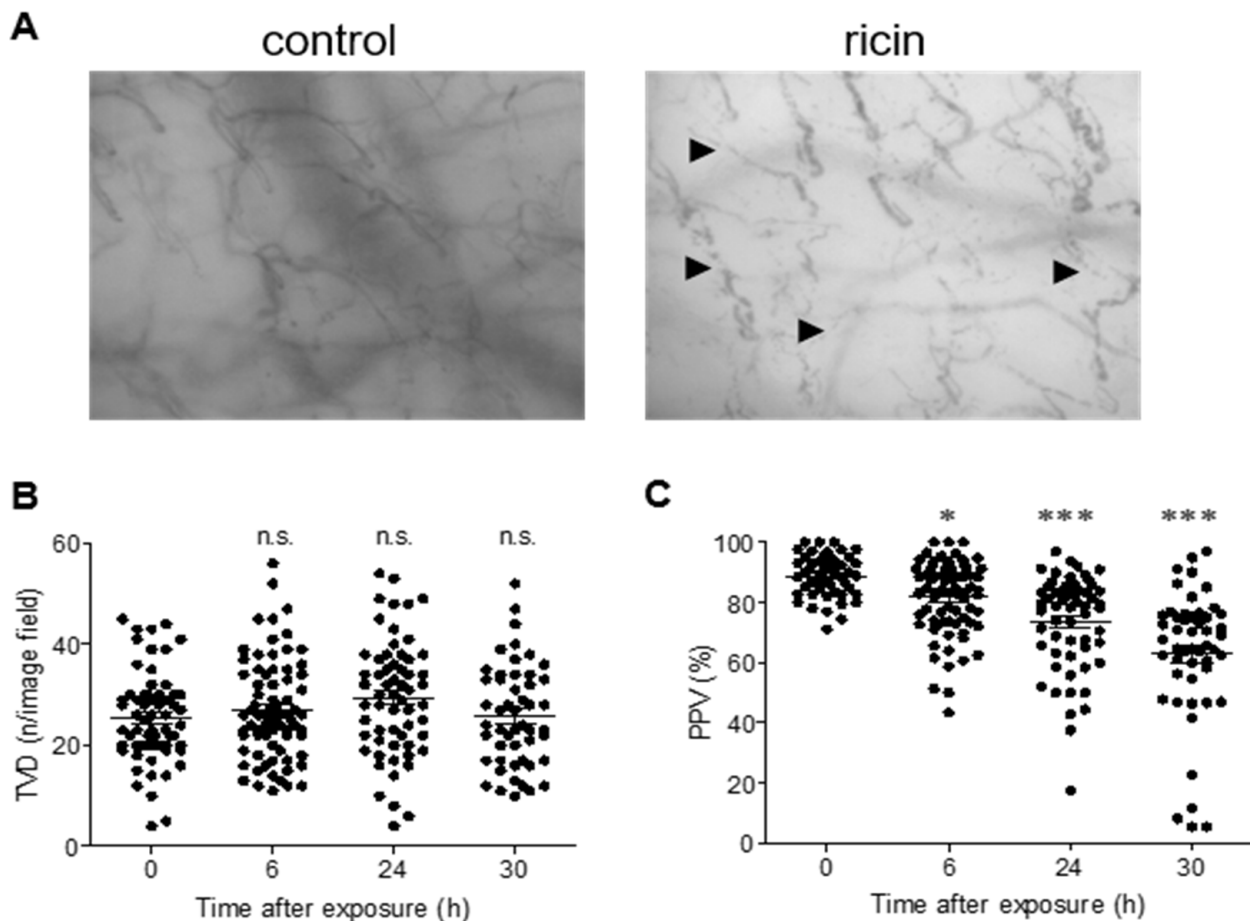 A
control
ricin
B
n.s.
n.s.
n.s.
60
40
20
0
TVD (n/image field)
0
6
24
30
Time after exposure (h)
C
*
***
***
100
80
60
40
20
0
PPV (%)
0
6
24
30
Time after exposure (h)